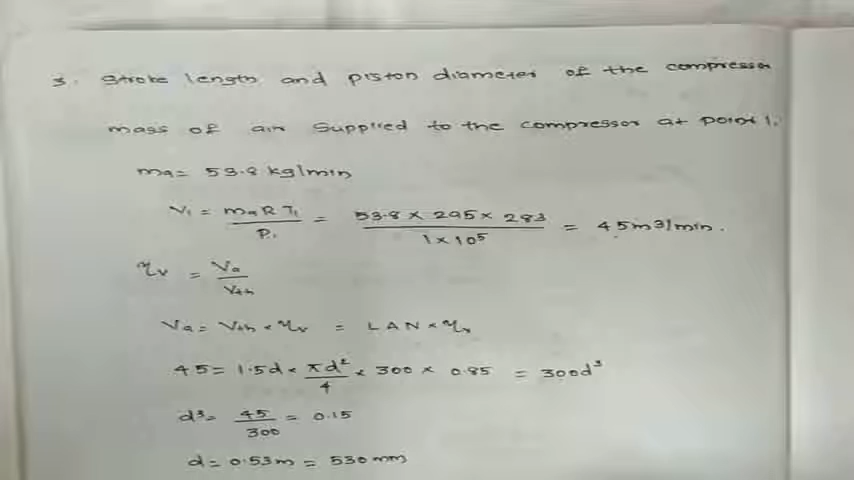 3. Stroke length and piston diameter of the compressor
mass of air supplied to the compressor at point 1.
ma = 53.8 kg/min
V1 = maRT1/P1 = 53.8 × 295 × 283/1 × 10⁵ = 45 m3/min.
ηv = Va/Vth
Va = Vth × ηv = LAN × ηv
45 = 1.5d × πd²/4 × 300 × 0.85 = 300d³
d³ = 45/300 = 0.15
d = 0.53m = 530 mm